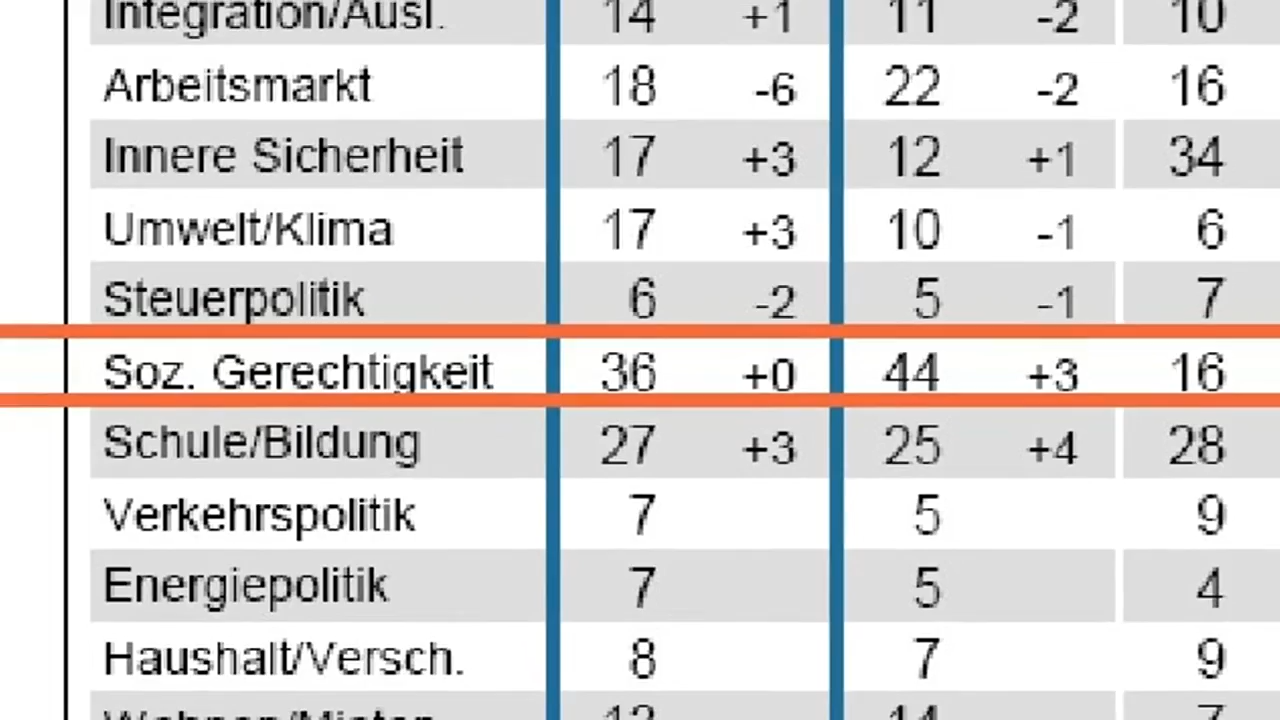 Integration/Ausl. 14 +1 11 -2 10
Arbeitsmarkt 18 -6 22 -2 16
Innere Sicherheit 17 +3 12 +1 34
Umwelt/Klima 17 +3 10 -1 6
Steuerpolitik 6 -2 5 -1 7
Soz. Gerechtigkeit 36 +0 44 +3 16
Schule/Bildung 27 +3 25 +4 28
Verkehrspolitik 7 5 9
Energiepolitik 7 5 4
Haushalt/Versch. 8 7 9
Wohnen/Mieten